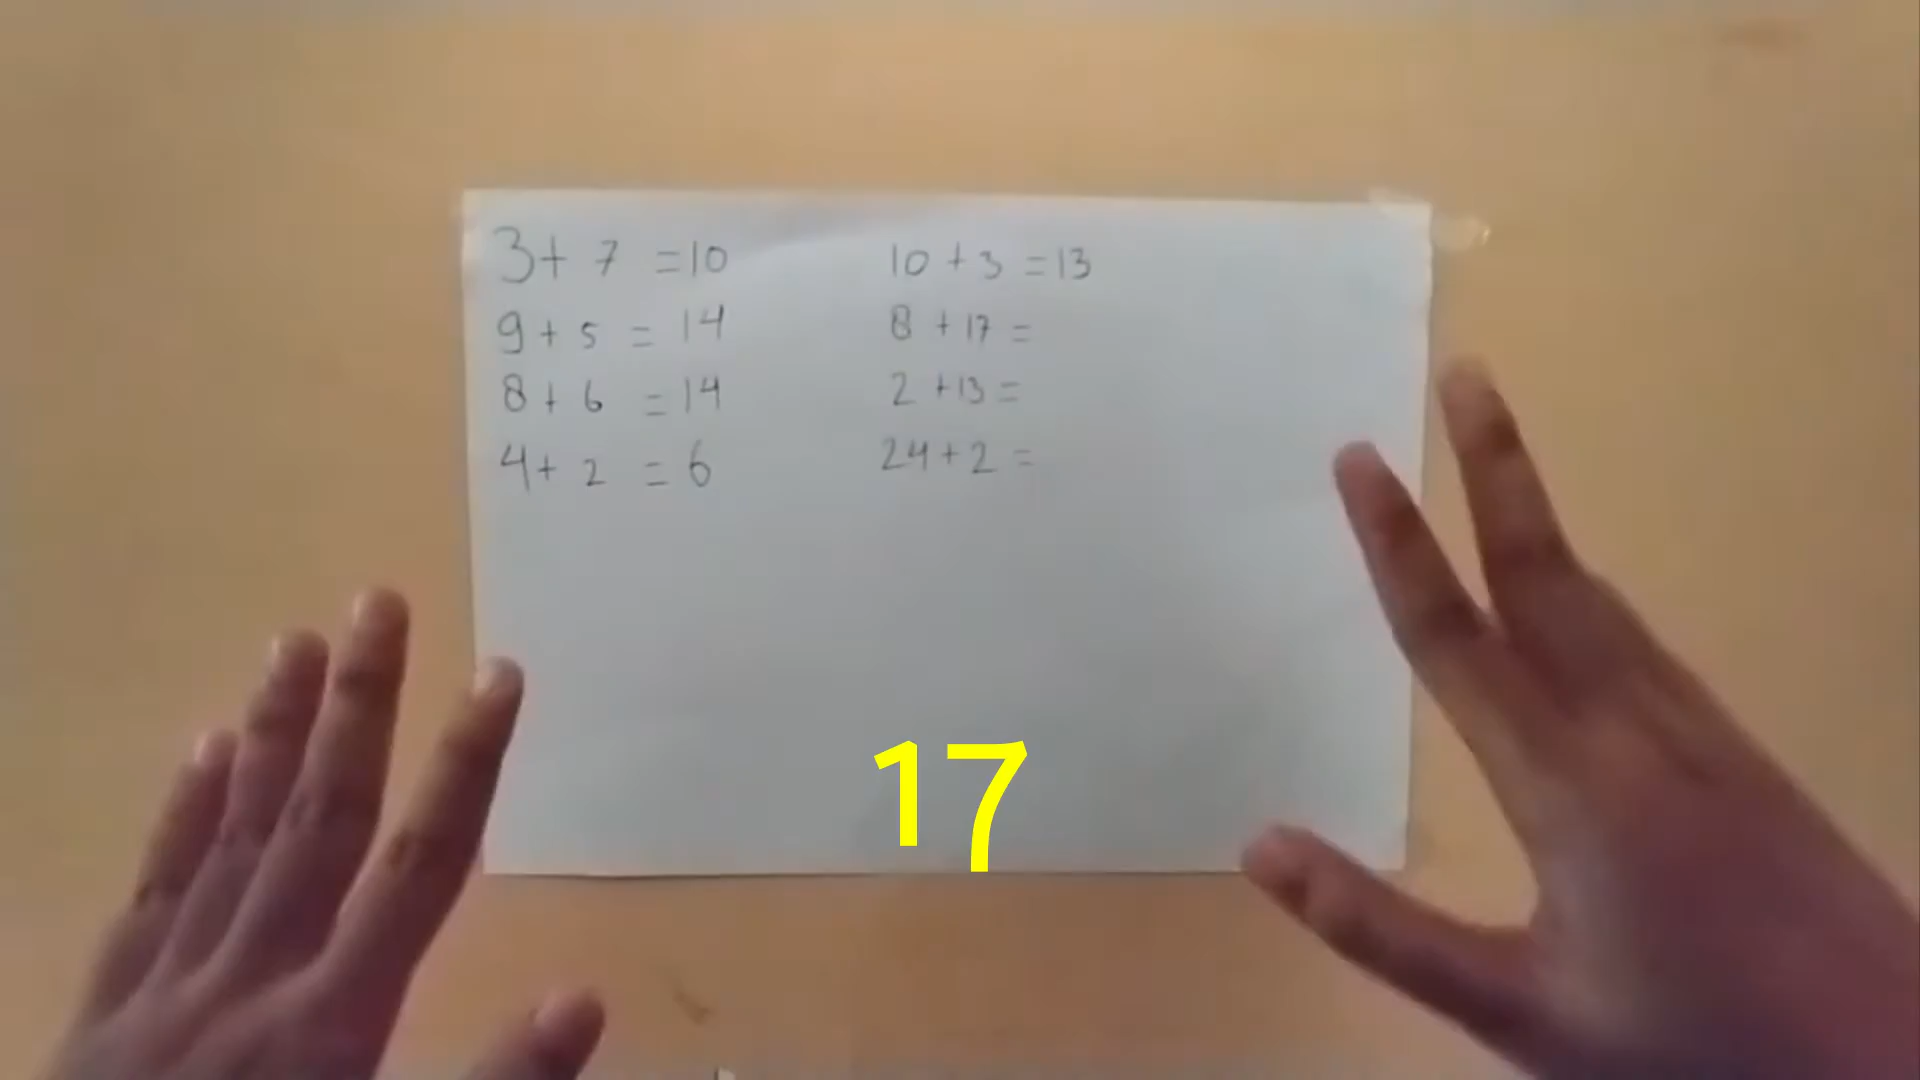 3+ 7 =10
9 + 5 = 14
8 + 6 = 14
4 + 2 = 6
10 + 3 = 13
8 + 17 =
2 +13 =
24 + 2 =
17